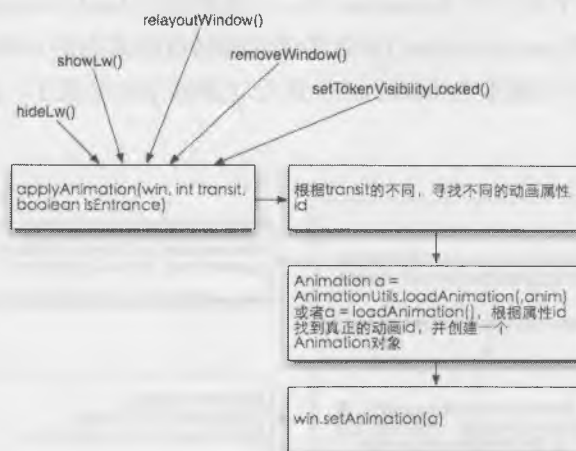 relayoutWindow()
showLw()
removeWindow()
setTokenVisibilityLocked()
hideLw()
applyAnimation(win, int transit,
boolean isEntrance)
根据transit的不同，寻找不同的动画属性
id
Animation a =
AnimationUtils.loadAnimation(,anim)
或者a = loadAnimation()，根据属性id
找到真正的动画id，并创建一个
Animation对象
win.setAnimation(a)